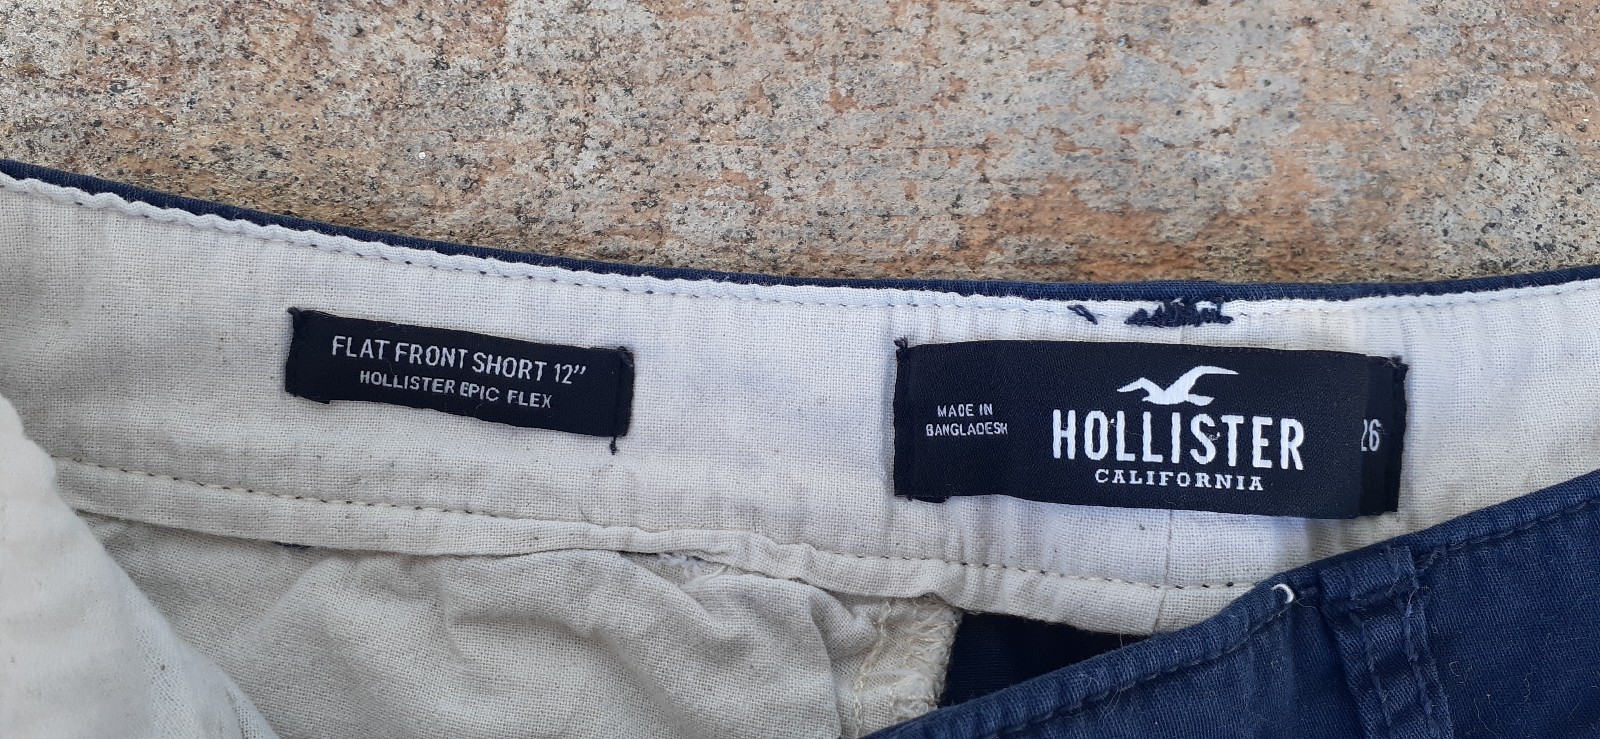 FLAT FRONT SHORT 12”
HOLLISTER EPIC FLEX
MADE IN
BANGLADESH
HOLLISTER
CALIFORNIA
26